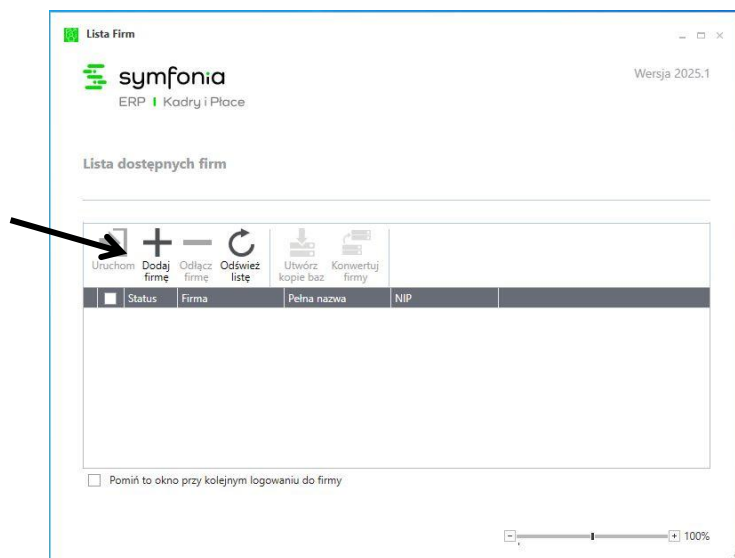 Lista Firm
symfonia
ERP | Kadry i Płace
Wersja 2025.1
Lista dostępnych firm
Uruchom
Dodaj
firmę
Odłącz
firmę
Odśwież
listę
Utwórz
kopie baz
Konwertuj
firmy
Status Firma Pełna nazwa NIP
Pomiń to okno przy kolejnym logowaniu do firmy
100%